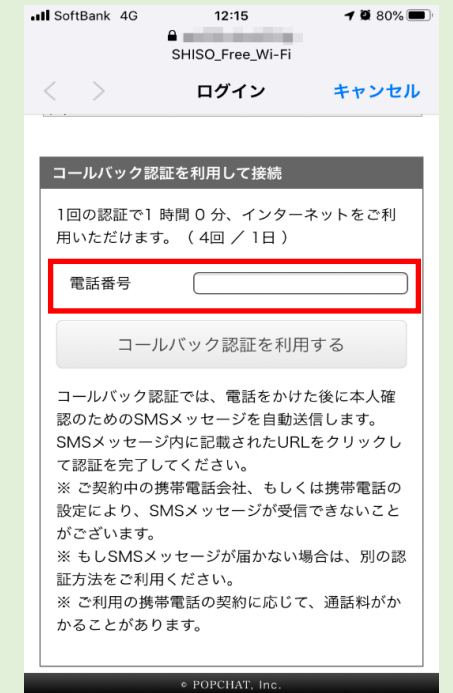 SoftBank 4G 12:15 80%
SHISO_Free_Wi-Fi
ログイン キャンセル
コールバック認証を利用して接続
1回の認証で1 時間 0 分、インターネットをご利
用いただけます。（ 4回 ／ 1日 ）
電話番号
コールバック認証を利用する
コールバック認証では、電話をかけた後に本人確
認のためのSMSメッセージを自動送信します。
SMSメッセージ内に記載されたURLをクリックし
て認証を完了してください。
※ ご契約中の携帯電話会社、もしくは携帯電話の
設定により、SMSメッセージが受信できないこと
がございます。
※ もしSMSメッセージが届かない場合は、別の認
証方法をご利用ください。
※ ご利用の携帯電話の契約に応じて、通話料がか
かることがあります。
© POPCHAT, Inc.